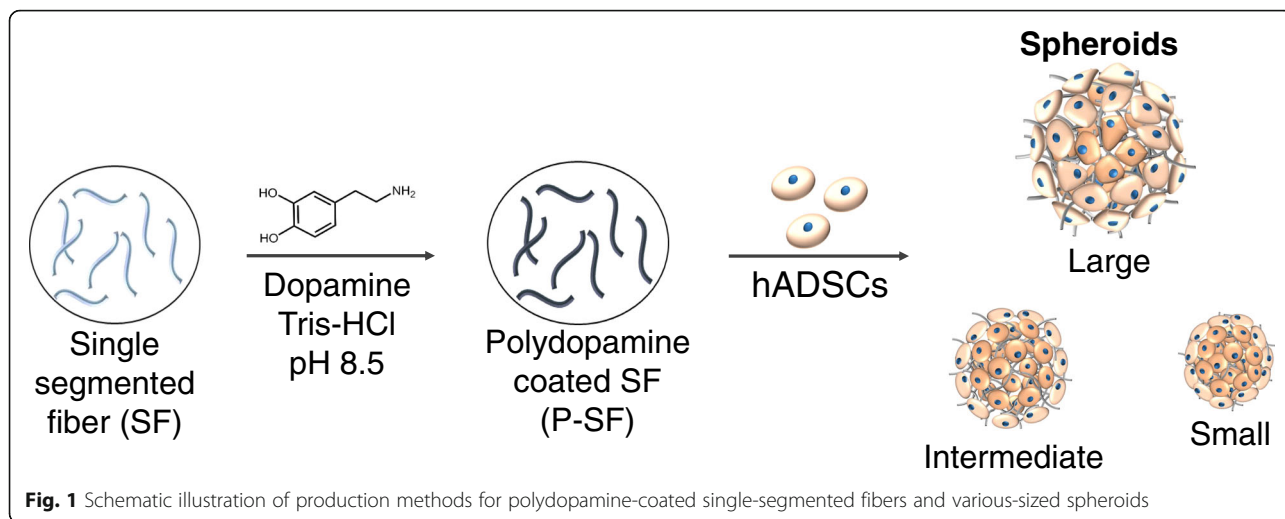 Spheroids
HO
NH₂
HO
Dopamine
Tris-HCl
pH 8.5
Single
segmented
fiber (SF)
Polydopamine
coated SF
(P-SF)
hADSCs
Large
Intermediate
Small
Fig. 1 Schematic illustration of production methods for polydopamine-coated single-segmented fibers and various-sized spheroids